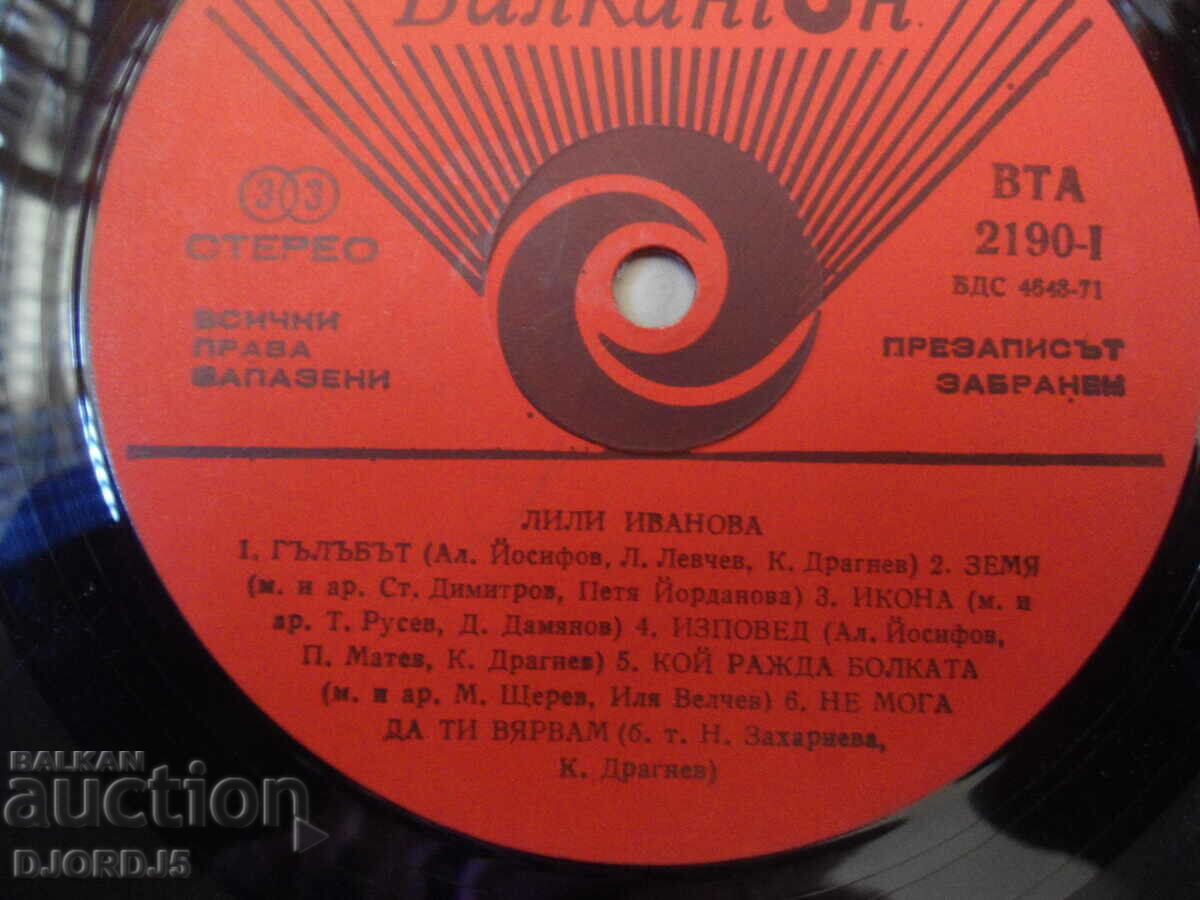 Балкантон.
33
СТЕРЕО
ВСИЧКИ
ПРАВА
ЗАПАЗЕНИ
ВТА
2190-I
БДС 4648-71
ПРЕЗАПИСЪТ
ЗАБРАНЕН
ЛИЛИ ИВАНОВА
1. ГЪЛЪБЪТ (Ал. Йосифов, Л. Левчев, К. Драгнев) 2. ЗЕМЯ
(м. и ар. Ст. Димитров, Петя Йорданова) 3. ИКОНА (м. и
ар. Т. Русев, Д. Дамянов) 4. ИЗПОВЕД (Ал. Йосифов,
П. Матев, К. Драгнев) 5. КОЙ РАЖДА БОЛКАТА
(м. и ар. М. Щерев, Иля Велчев) 6. НЕ МОГА
ДА ТИ ВЯРВАМ (б. т. Н. Захариева,
К. Драгнев)
BALKAN
auction
DJORDJ5